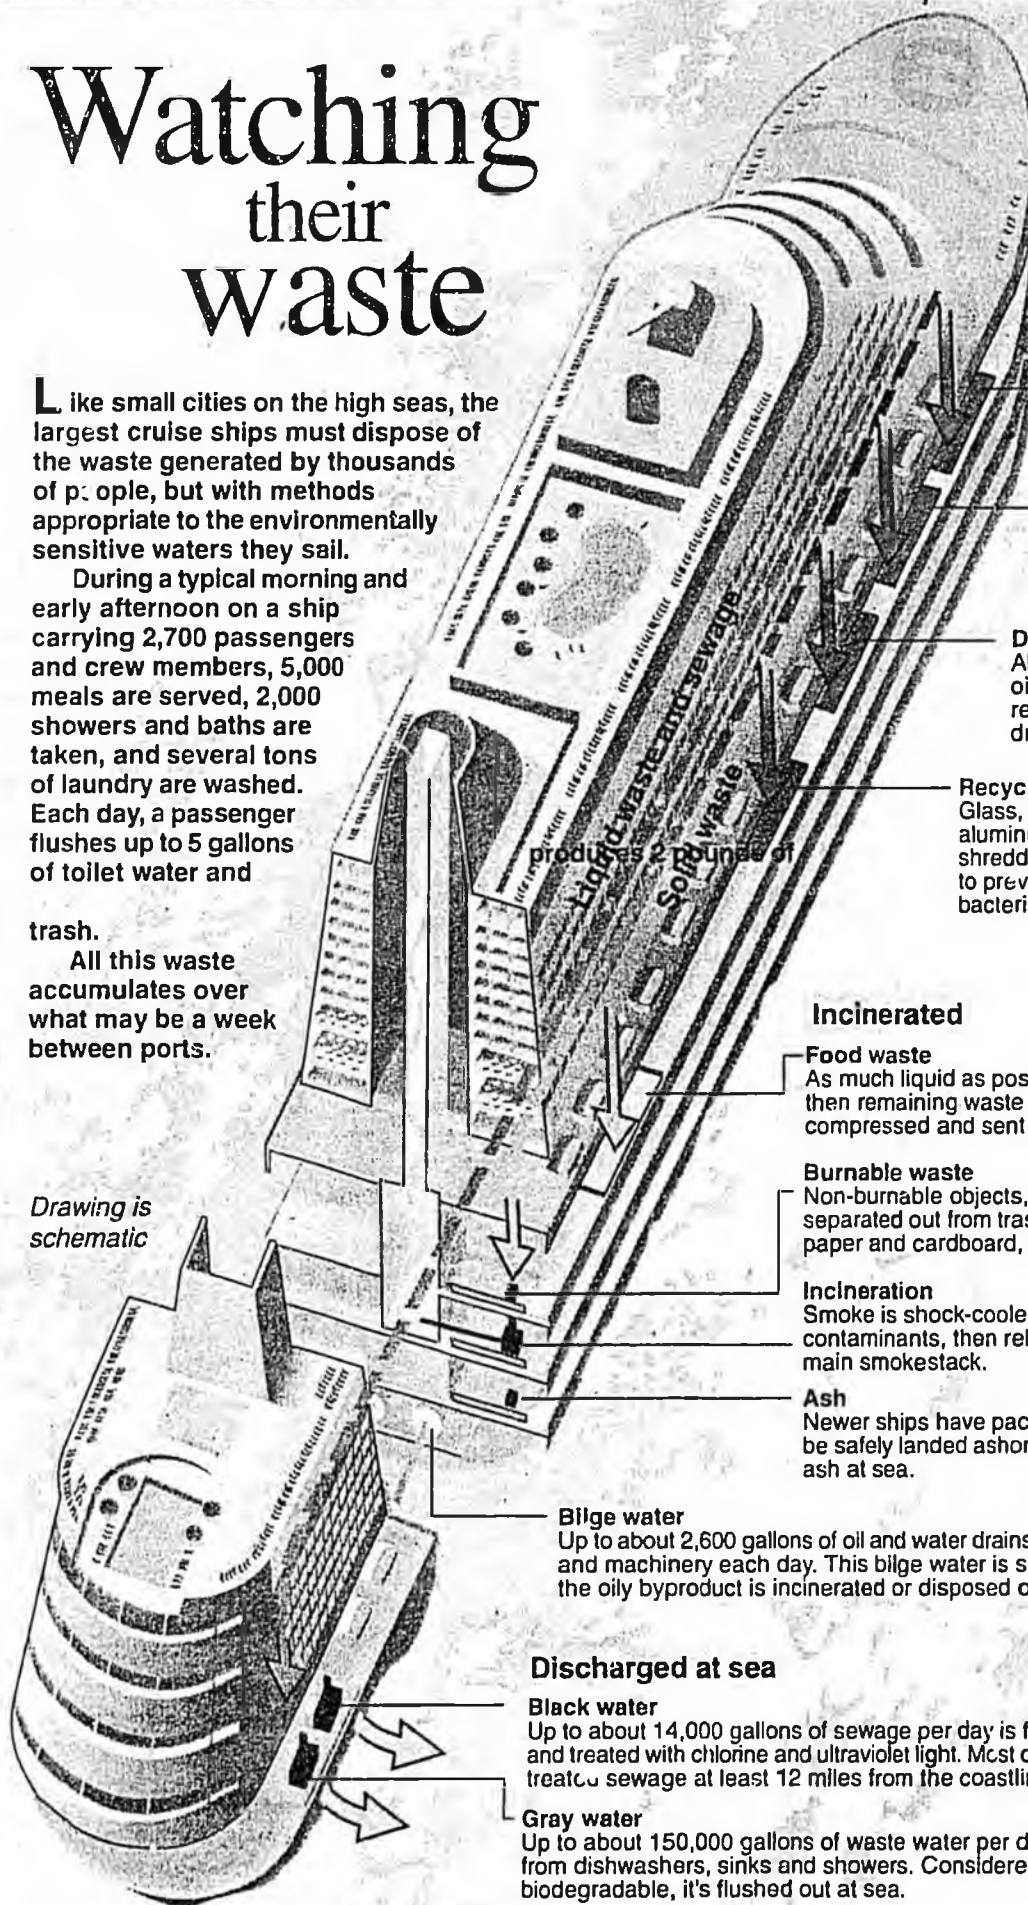 Watching
their
waste
Like small cities on the high seas, the
largest cruise ships must dispose of
the waste generated by thousands
of p ople, but with methods
appropriate to the environmentally
sensitive waters they sail.
During a typical morning and
early afternoon on a ship
carrying 2,700 passengers
and crew members, 5,000
meals are served, 2,000
showers and baths are
taken, and several tons
of laundry are washed.
Each day, a passenger
flushes up to 5 gallons
of toilet water and
produces 2 pounds of
trash.
All this waste
accumulates over
what may be a week
between ports.
Drawing is
schematic
Liquid waste and sewage
Solid waste
D
Al
oi
re
dr
Recyc
Glass,
alumin
shredd
to prev
bacteri
Incinerated
Food waste
As much liquid as pos
then remaining waste
compressed and sent
Burnable waste
Non-burnable objects,
separated out from tras
paper and cardboard,
Incineration
Smoke is shock-coole
contaminants, then rel
main smokestack.
Ash
Newer ships have pac
be safely landed ashor
ash at sea.
Bilge water
Up to about 2,600 gallons of oil and water drains
and machinery each day. This bilge water is s
the oily byproduct is incinerated or disposed o
Discharged at sea
Black water
Up to about 14,000 gallons of sewage per day is f
and treated with chlorine and ultraviolet light. Most o
treated sewage at least 12 miles from the coastlin
Gray water
Up to about 150,000 gallons of waste water per d
from dishwashers, sinks and showers. Considere
biodegradable, it's flushed out at sea.